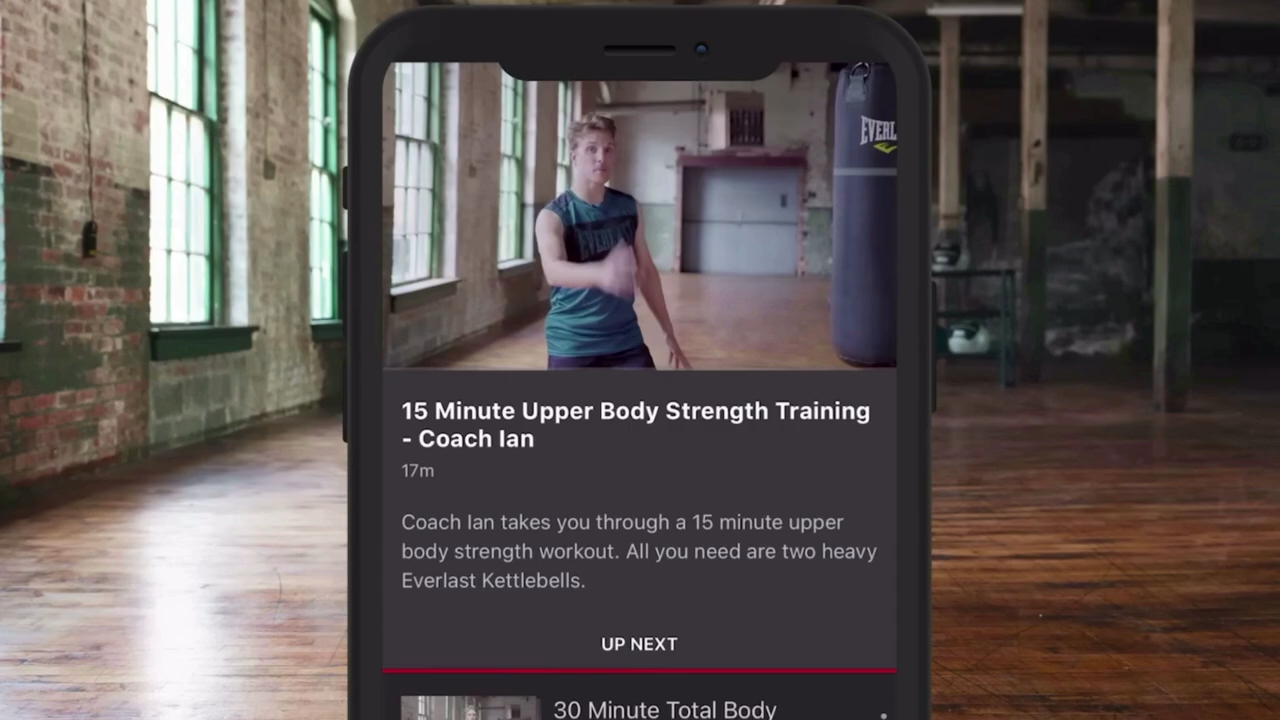 EVERL
EVERLAST
15 Minute Upper Body Strength Training
- Coach Ian
17m
Coach Ian takes you through a 15 minute upper
body strength workout. All you need are two heavy
Everlast Kettlebells.
UP NEXT
30 Minute Total Body